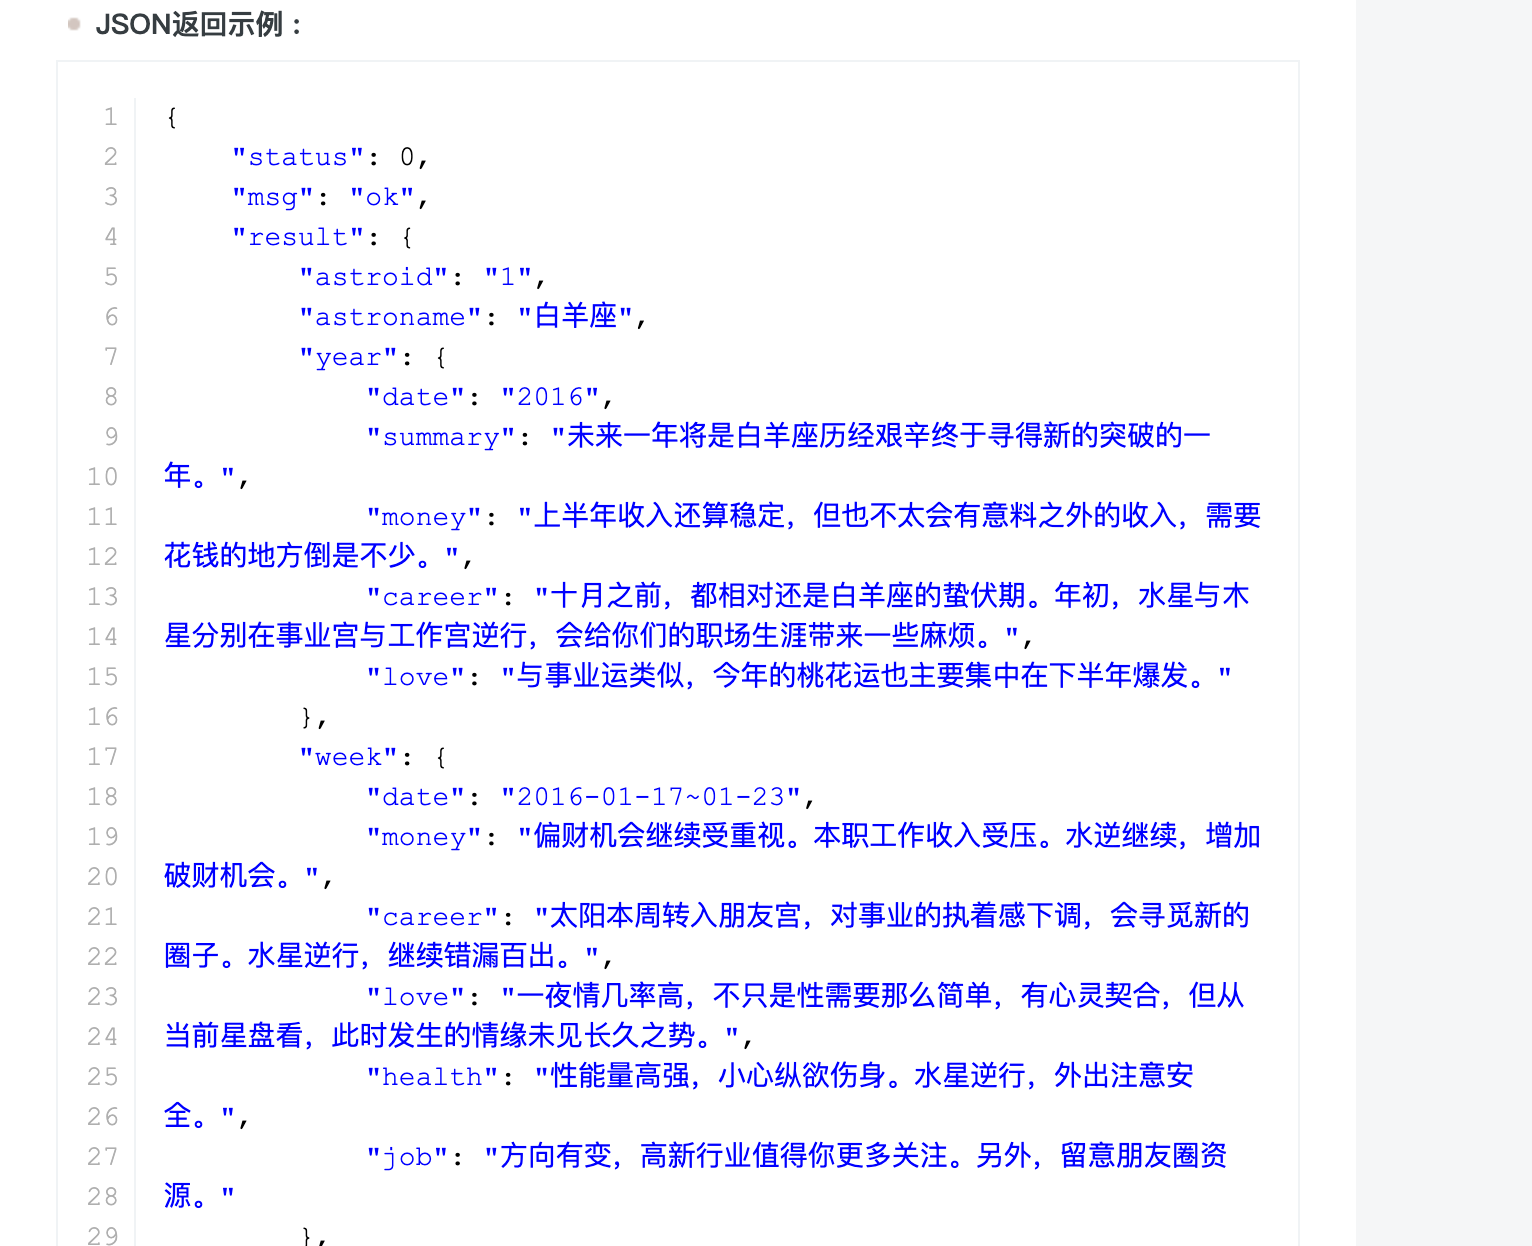 JSON返回示例：
1 {
2 "status": 0,
3 "msg": "ok",
4 "result": {
5 "astroid": "1",
6 "astroname": "白羊座",
7 "year": {
8 "date": "2016",
9 "summary": "未来一年将是白羊座历经艰辛终于寻得新的突破的一
10 年。",
11 "money": "上半年收入还算稳定，但也不太会有意料之外的收入，需要
12 花钱的地方倒是不少。",
13 "career": "十月之前，都相对还是白羊座的蛰伏期。年初，水星与木
14 星分别在事业宫与工作宫逆行，会给你们的职场生涯带来一些麻烦。",
15 "love": "与事业运类似，今年的桃花运也主要集中在下半年爆发。"
16 },
17 "week": {
18 "date": "2016-01-17~01-23",
19 "money": "偏财机会继续受重视。本职工作收入受压。水逆继续，增加
20 破财机会。",
21 "career": "太阳本周转入朋友宫，对事业的执着感下调，会寻觅新的
22 圈子。水星逆行，继续错漏百出。",
23 "love": "一夜情几率高，不只是性需要那么简单，有心灵契合，但从
24 当前星盘看，此时发生的情缘未见长久之势。",
25 "health": "性能量高强，小心纵欲伤身。水星逆行，外出注意安
26 全。",
27 "job": "方向有变，高新行业值得你更多关注。另外，留意朋友圈资
28 源。"
29 },